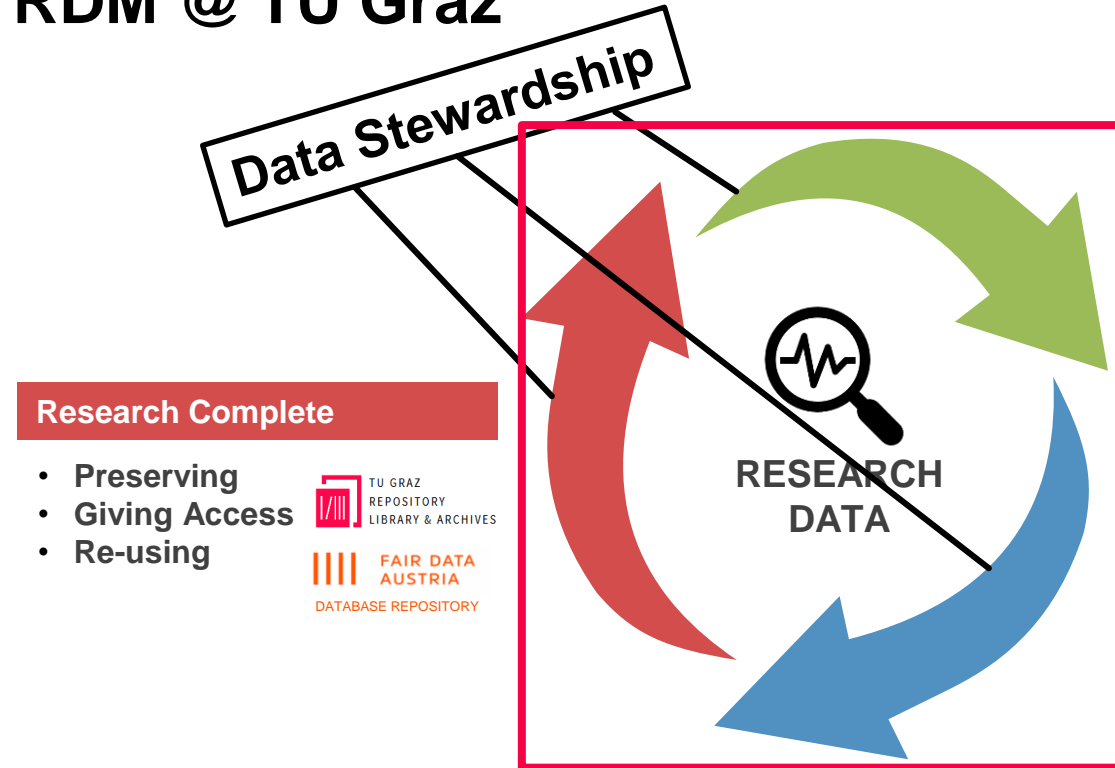 RDM @ TU Graz
Data Stewardship
Research Complete
• Preserving
• Giving Access
• Re-using
TU GRAZ
REPOSITORY
LIBRARY & ARCHIVES
FAIR DATA
AUSTRIA
DATABASE REPOSITORY
RESEARCH
DATA